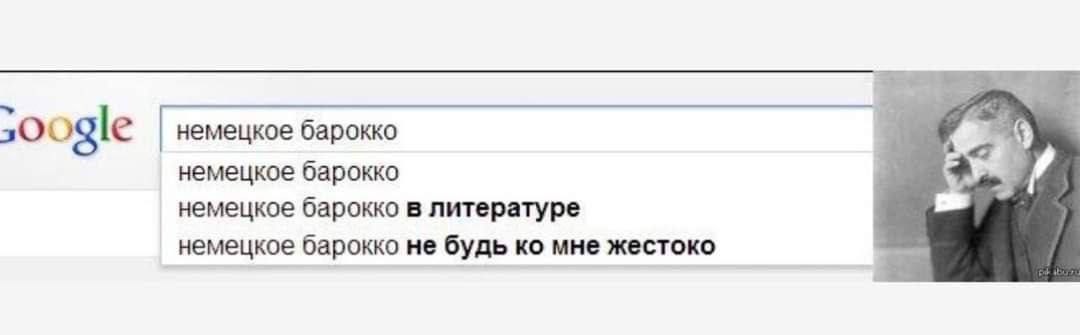 Google
немецкое барокко
немецкое барокко
немецкое барокко в литературе
немецкое барокко не будь ко мне жестоко
pikabu.ru